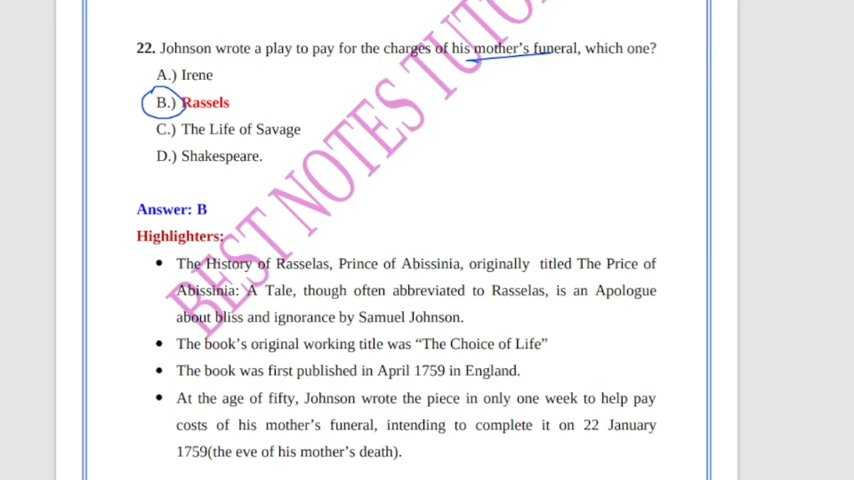 22. Johnson wrote a play to pay for the charges of his mother's funeral, which one?
A.) Irene
B.) Rassels
C.) The Life of Savage
D.) Shakespeare.
Answer: B
Highlighters:
• The History of Rasselas, Prince of Abissinia, originally titled The Price of
Abissinia: A Tale, though often abbreviated to Rasselas, is an Apologue
about bliss and ignorance by Samuel Johnson.
• The book's original working title was “The Choice of Life”
• The book was first published in April 1759 in England.
• At the age of fifty, Johnson wrote the piece in only one week to help pay
costs of his mother's funeral, intending to complete it on 22 January
1759(the eve of his mother's death).
BEST NOTES TUTO